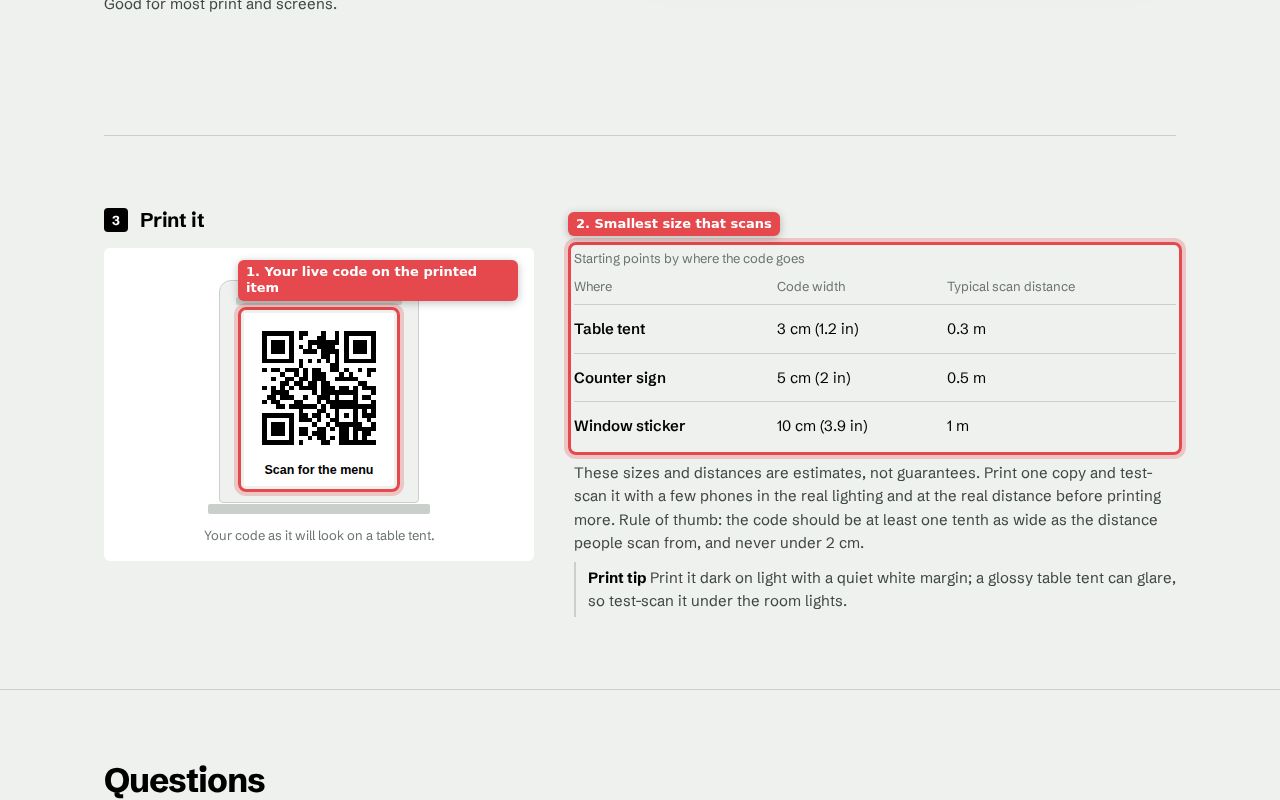 Good for most print and screens.
3 Print it
1. Your live code on the printed
item
Scan for the menu
Your code as it will look on a table tent.
2. Smallest size that scans
Starting points by where the code goes
Where Code width Typical scan distance
Table tent 3 cm (1.2 in) 0.3 m
Counter sign 5 cm (2 in) 0.5 m
Window sticker 10 cm (3.9 in) 1 m
These sizes and distances are estimates, not guarantees. Print one copy and test-
scan it with a few phones in the real lighting and at the real distance before printing
more. Rule of thumb: the code should be at least one tenth as wide as the distance
people scan from, and never under 2 cm.
Print tip Print it dark on light with a quiet white margin; a glossy table tent can glare,
so test-scan it under the room lights.
Questions